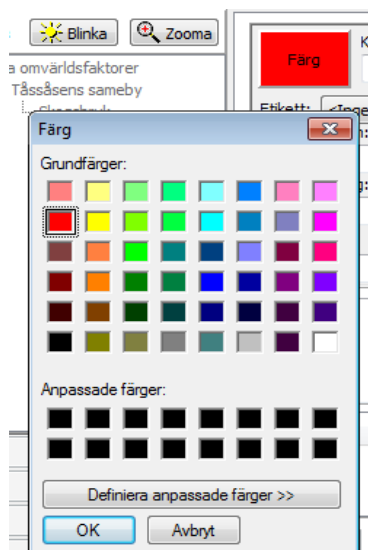 Blinka
Zooma
a omvärldsfaktorer
Tåssåsens sameby
Färg
K
Etikett:
Färg
Grundfärger:
Anpassade färger:
Definiera anpassade färger >>
OK
Avbryt